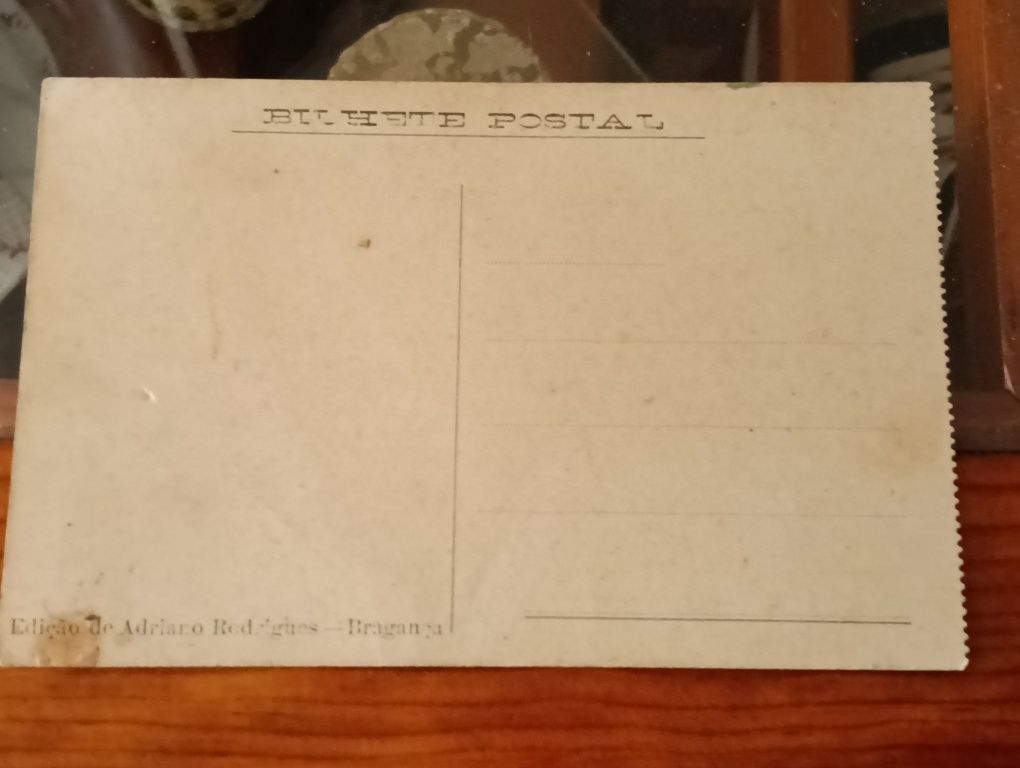 BILHETE POSTAL
Edição de Adriano Rodrigues — Bragança